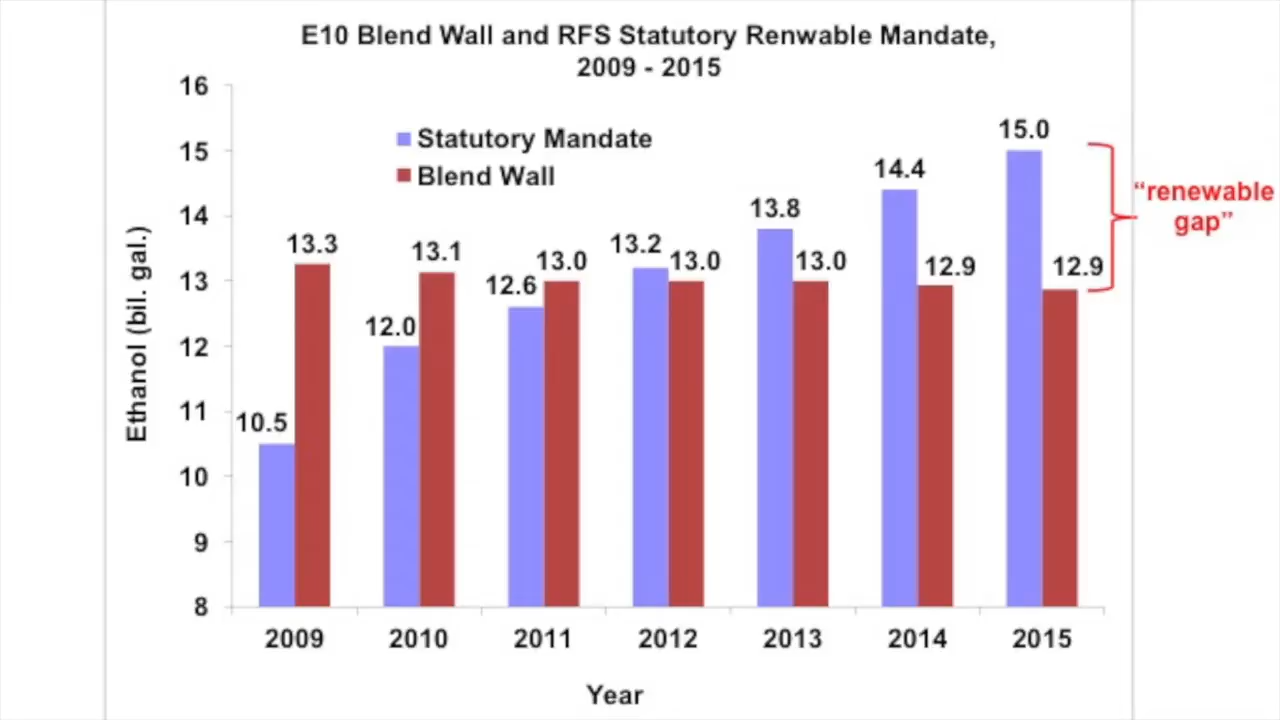 E10 Blend Wall and RFS Statutory Renwable Mandate,
2009 - 2015
Statutory Mandate
Blend Wall
Ethanol (bil. gal.)
16
15
14
13
12
11
10
9
8
10.5
13.3
12.0
13.1
12.6
13.0
13.2
13.0
13.8
13.0
14.4
12.9
15.0
12.9
“renewable
gap”
2009 2010 2011 2012 2013 2014 2015
Year